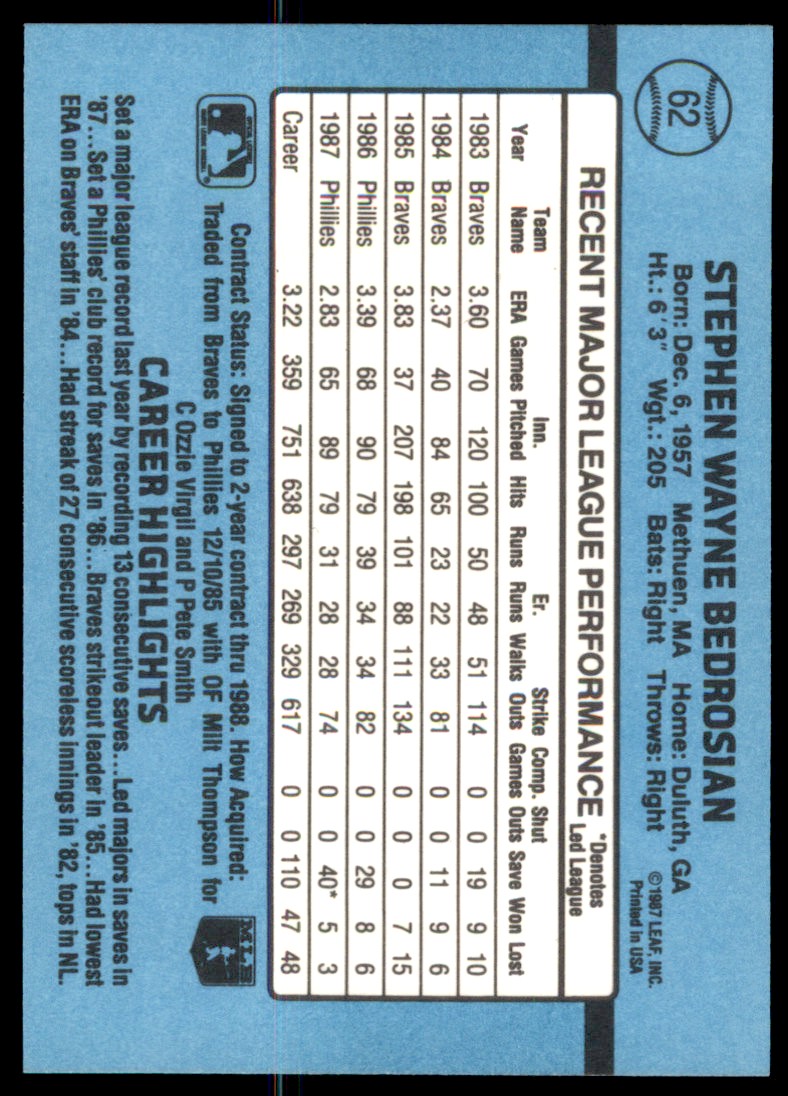 62
STEPHEN WAYNE BEDROSIAN
Born: Dec. 6, 1957 Methuen, MA Home: Duluth, GA
Ht.: 6'3" Wgt.: 205 Bats: Right Throws: Right
©1987 LEAF, INC.
Printed in USA
RECENT MAJOR LEAGUE PERFORMANCE *Denotes
Led League
Team Inn. Er. Strike Comp. Shut
Year Name ERA Games Pitched Hits Runs Runs Walks Outs Games Outs Save Won Lost
1983 Braves 3.60 70 120 100 50 48 51 114 0 0 19 9 10
1984 Braves 2.37 40 84 65 23 22 33 81 0 0 11 9 6
1985 Braves 3.83 37 207 198 101 88 111 134 0 0 0 7 15
1986 Phillies 3.39 68 90 79 39 34 34 82 0 0 29 8 6
1987 Phillies 2.83 65 89 79 31 28 28 74 0 0 40* 5 3
Career 3.22 359 751 638 297 269 329 617 0 0 110 47 48
Contract Status: Signed to 2-year contract thru 1988. How Acquired:
Traded from Braves to Phillies 12/10/85 with OF Milt Thompson for
C Ozzie Virgil and P Pete Smith
MLB
CAREER HIGHLIGHTS
Set a major league record last year by recording 13 consecutive saves...Led majors in saves in
'87...Set a Phillies' club record for saves in '86...Braves strikeout leader in '85...Had lowest
ERA on Braves' staff in '84...Had streak of 27 consecutive scoreless innings in '82, tops in NL.